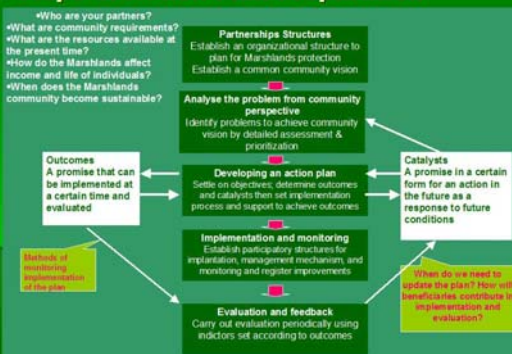 •Who are your partners?
•What are community requirements?
•What are the resources available at
the present time?
•How do the Marshlands affect
income and life of individuals?
•When does the Marshlands
community become sustainable?
Partnerships Structures
Establish an organizational structure to
plan for Marshlands protection
Establish a common community vision
Analyse the problem from community
perspective
Identify problems to achieve community
vision by detailed assessment &
prioritization
Outcomes
A promise that can
be implemented at
a certain time and
evaluated
Developing an action plan
Settle on objectives; determine outcomes
and catalysts then set implementation
process and support to achieve outcomes
Catalysts
A promise in a certain
form for an action in
the future as a
response to future
conditions
Implementation and monitoring
Establish participatory structures for
implantation, management mechanism, and
monitoring and register improvements
Methods of
monitoring
implementation
of the plan
When do we need to
update the plan? How will
beneficiaries contribute in
implementation and
evaluation?
Evaluation and feedback
Carry out evaluation periodically using
indictors set according to outcomes